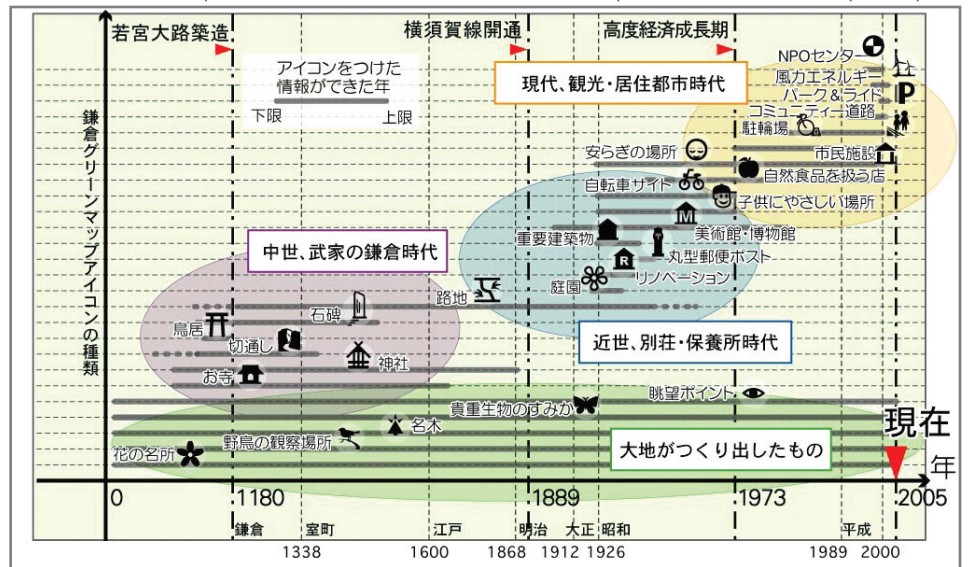 若宮大路築造
横須賀線開通
高度経済成長期
アイコンをつけた
情報ができた年
下限
上限
現代、観光・居住都市時代
NPOセンター
風力エネルギー
パーク&ライド
P
コミュニティー道路
駐輪場
市民施設
安らぎの場所
自然食品を扱う店
自転車サイト
子供にやさしい場所
M
美術館・博物館
重要建築物
丸型郵便ポスト
R
リノベーション
庭園
中世、武家の鎌倉時代
路地
石碑
鳥居
切通し
神社
お寺
近世、別荘・保養所時代
眺望ポイント
貴重生物のすみか
名木
野鳥の観察場所
花の名所
大地がつくり出したもの
鎌倉グリーンマップアイコンの種類
現在
年
0
1180
1889
1973
2005
鎌倉
室町
江戸
明治
大正
昭和
平成
1338
1600
1868
1912
1926
1989
2000